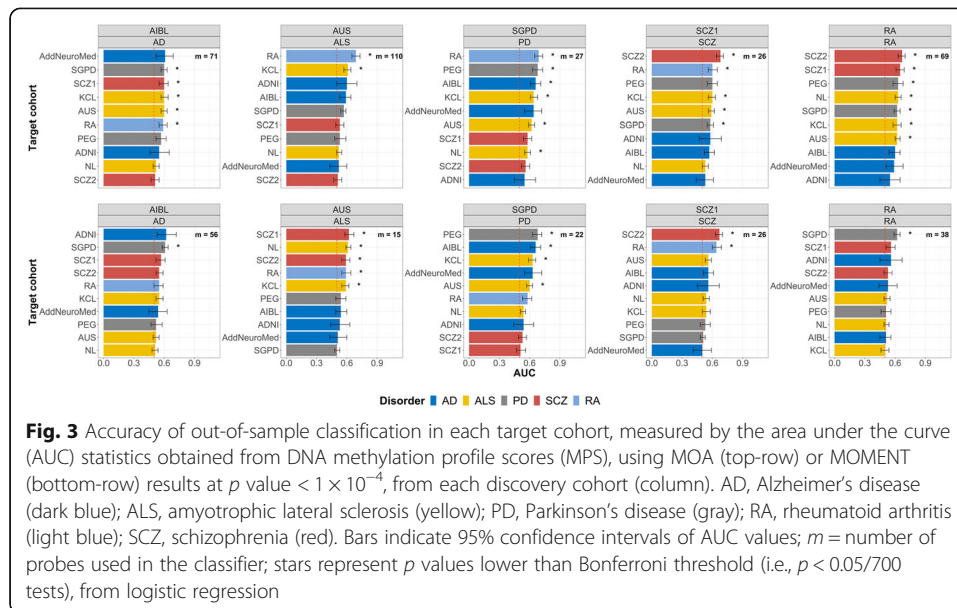 AIBL
AD
AddNeuroMed
SGPD
SCZ1
KCL
AUS
RA
PEG
ADNI
NL
SCZ2
m = 71
*
*
*
*
*
AUS
ALS
RA
KCL
ADNI
AIBL
SGPD
SCZ1
PEG
NL
AddNeuroMed
SCZ2
* m = 110
*
SGPD
PD
RA
PEG
AIBL
KCL
AddNeuroMed
AUS
SCZ1
NL
SCZ2
ADNI
* m = 27
*
*
*
*
*
SCZ1
SCZ
SCZ2
RA
PEG
KCL
AUS
SGPD
ADNI
AIBL
NL
AddNeuroMed
* m = 26
*
*
*
*
*
RA
RA
SCZ2
SCZ1
PEG
NL
SGPD
KCL
AUS
AIBL
AddNeuroMed
ADNI
* m = 69
*
*
*
*
*
*
Target cohort
AIBL
AD
ADNI
SGPD
SCZ1
SCZ2
RA
KCL
AddNeuroMed
PEG
AUS
NL
m = 56
*
0.0 0.3 0.6 0.9
AUS
ALS
SCZ1
NL
SCZ2
RA
KCL
PEG
AIBL
ADNI
AddNeuroMed
SGPD
* m = 15
*
*
*
*
0.0 0.3 0.6 0.9
SGPD
PD
PEG
AIBL
KCL
AddNeuroMed
AUS
RA
NL
ADNI
SCZ2
SCZ1
* m = 22
*
*
*
0.0 0.3 0.6 0.9
SCZ1
SCZ
SCZ2
RA
AUS
AIBL
ADNI
NL
KCL
PEG
SGPD
AddNeuroMed
* m = 26
*
0.0 0.3 0.6 0.9
RA
RA
SGPD
SCZ1
ADNI
SCZ2
AddNeuroMed
AUS
PEG
NL
AIBL
KCL
* m = 38
0.0 0.3 0.6 0.9
Target cohort
AUC
Disorder AD ALS PD SCZ RA
Fig. 3 Accuracy of out-of-sample classification in each target cohort, measured by the area under the curve
(AUC) statistics obtained from DNA methylation profile scores (MPS), using MOA (top-row) or MOMENT
(bottom-row) results at p value < 1 × 10⁻⁴, from each discovery cohort (column). AD, Alzheimer's disease
(dark blue); ALS, amyotrophic lateral sclerosis (yellow); PD, Parkinson's disease (gray); RA, rheumatoid arthritis
(light blue); SCZ, schizophrenia (red). Bars indicate 95% confidence intervals of AUC values; m = number of
probes used in the classifier; stars represent p values lower than Bonferroni threshold (i.e., p < 0.05/700
tests), from logistic regression